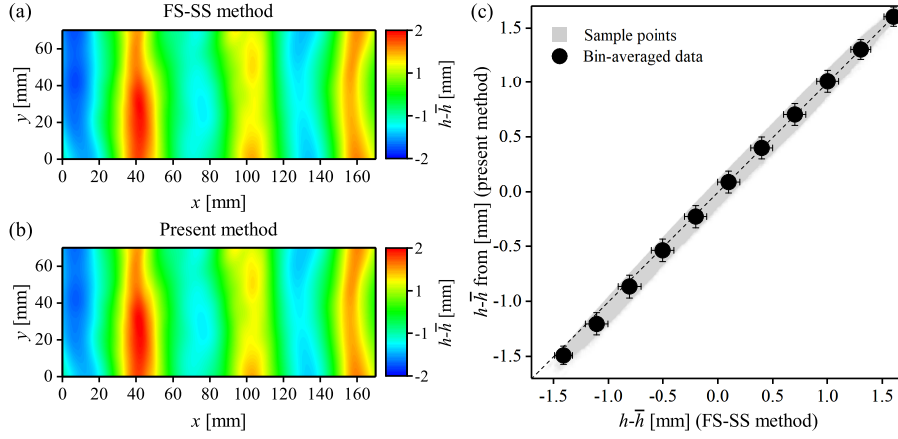 (a)
FS-SS method
60
40
20
0
y [mm]
0 20 40 60 80 100 120 140 160
x [mm]
2
1
-1
-2
h-h̅ [mm]
(b)
Present method
60
40
20
0
y [mm]
0 20 40 60 80 100 120 140 160
x [mm]
2
1
-1
-2
h-h̅ [mm]
(c)
Sample points
Bin-averaged data
1.5
1.0
0.5
0.0
-0.5
-1.0
-1.5
h-h̅ from [mm] (present method)
-1.5 -1.0 -0.5 0.0 0.5 1.0 1.5
h-h̅ [mm] (FS-SS method)